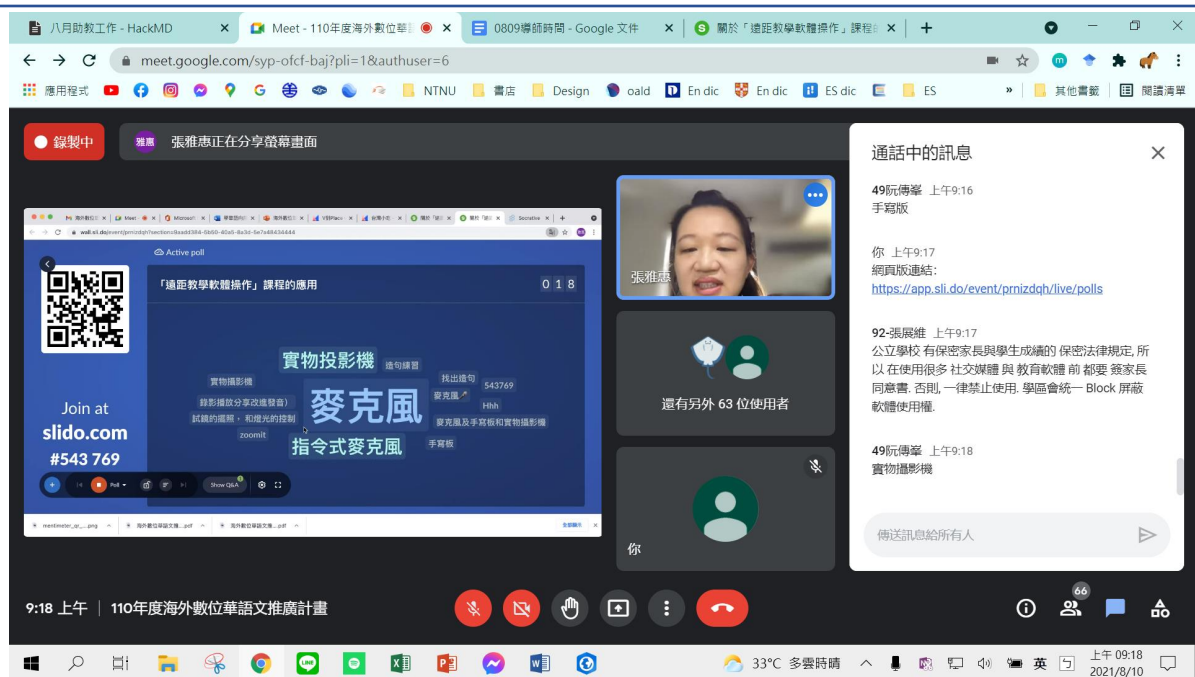 八月助教工作 - HackMD
Meet - 110年度海外數位華語
0809導師時間 - Google 文件
關於「遠距教學軟體操作」課程
meet.google.com/syp-ofcf-baj?pli=1&authuser=6
應用程式
NTNU
書店
Design
oald
En dic
En dic
ES dic
ES
»
其他書籤
閱讀清單
錄製中
雅惠
張雅惠正在分享螢幕畫面
wall.sli.do
Active poll
「遠距教學軟體操作」課程的應用
0 1 8
實物投影機
造句練習
實物攝影機
找出造句
543769
錄影播放分享改進發音）
麥克風
麥克風
Hhh
試鏡的搖照， 和燈光的控制
麥克風及手寫板和實物攝影機
zoomit
指令式麥克風
手寫板
Join at
slido.com
#543 769
Poll
Show Q&A
張雅惠
還有另外 63 位使用者
你
通話中的訊息
49阮傳峯 上午9:16
手寫版
你 上午9:17
網頁版連結：
https://app.sli.do/event/prnizdqh/live/polls
92-張展維 上午9:17
公立學校 有保密家長與學生成績的 保密法律規定, 所
以 在使用很多 社交媒體 與 教育軟體 前 都要 簽家長
同意書. 否則, 一律禁止使用. 學區會統一 Block 屏蔽
軟體使用權.
49阮傳峯 上午9:18
實物攝影機
傳送訊息給所有人
9:18 上午 | 110年度海外數位華語文推廣計畫
66
33°C 多雲時晴
英
上午 09:18
2021/8/10